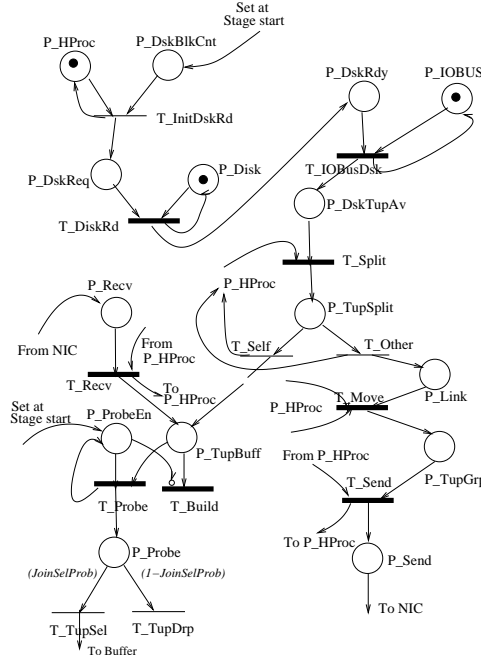 Set at
Stage start
P_HProc
P_DskBlkCnt
P_DskRdy
P_IOBUS
T_InitDskRd
T_IOBusDsk
P_DskReq
P_Disk
P_DskTupAv
T_DiskRd
T_Split
P_Recv
P_HProc
P_TupSplit
From NIC
From
P_HProc
T_Self
T_Other
T_Recv
To
P_HProc
T_Move
P_Link
Set at
Stage start
P_ProbeEn
P_HProc
P_TupBuff
From P_HProc
P_TupGrp
T_Send
T_Probe
T_Build
To P_HProc
P_Probe
P_Send
(JoinSelProb)
(1-JoinSelProb)
To NIC
T_TupSel
T_TupDrp
To Buffer